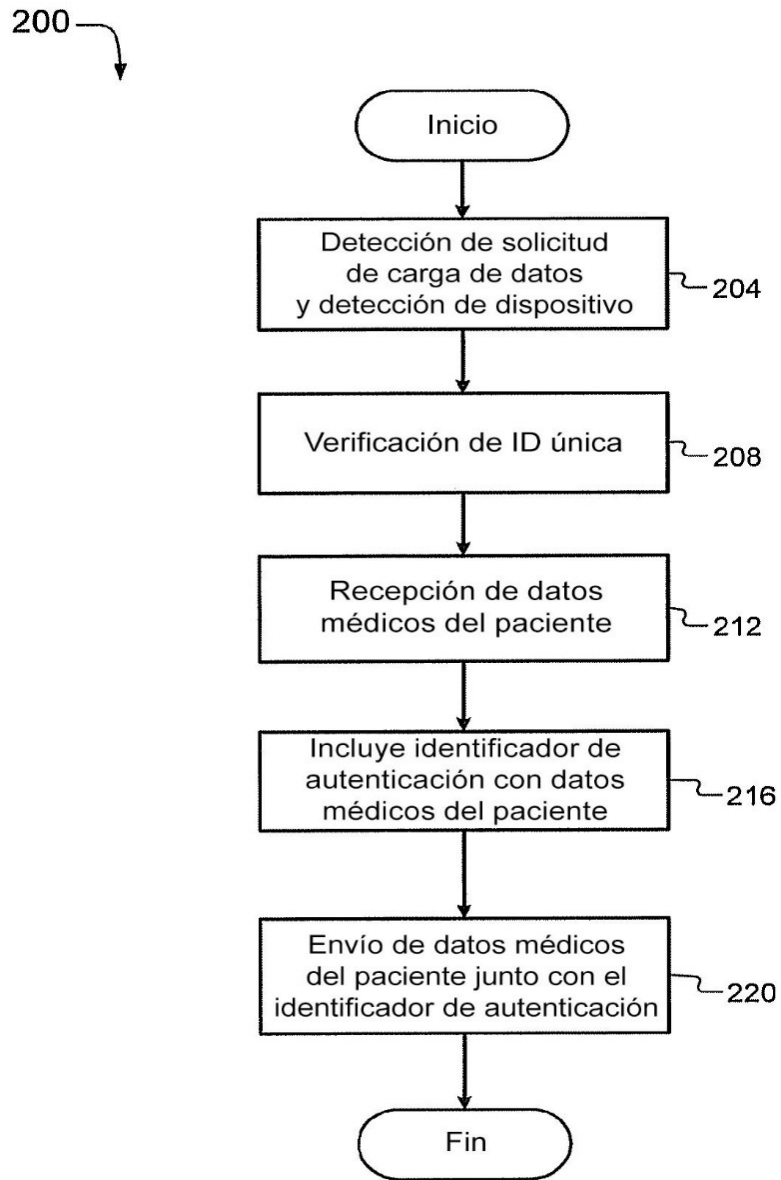 200
Inicio
Detección de solicitud
de carga de datos
y detección de dispositivo
204
Verificación de ID única
208
Recepción de datos
médicos del paciente
212
Incluye identificador de
autenticación con datos
médicos del paciente
216
Envío de datos médicos
del paciente junto con el
identificador de autenticación
220
Fin